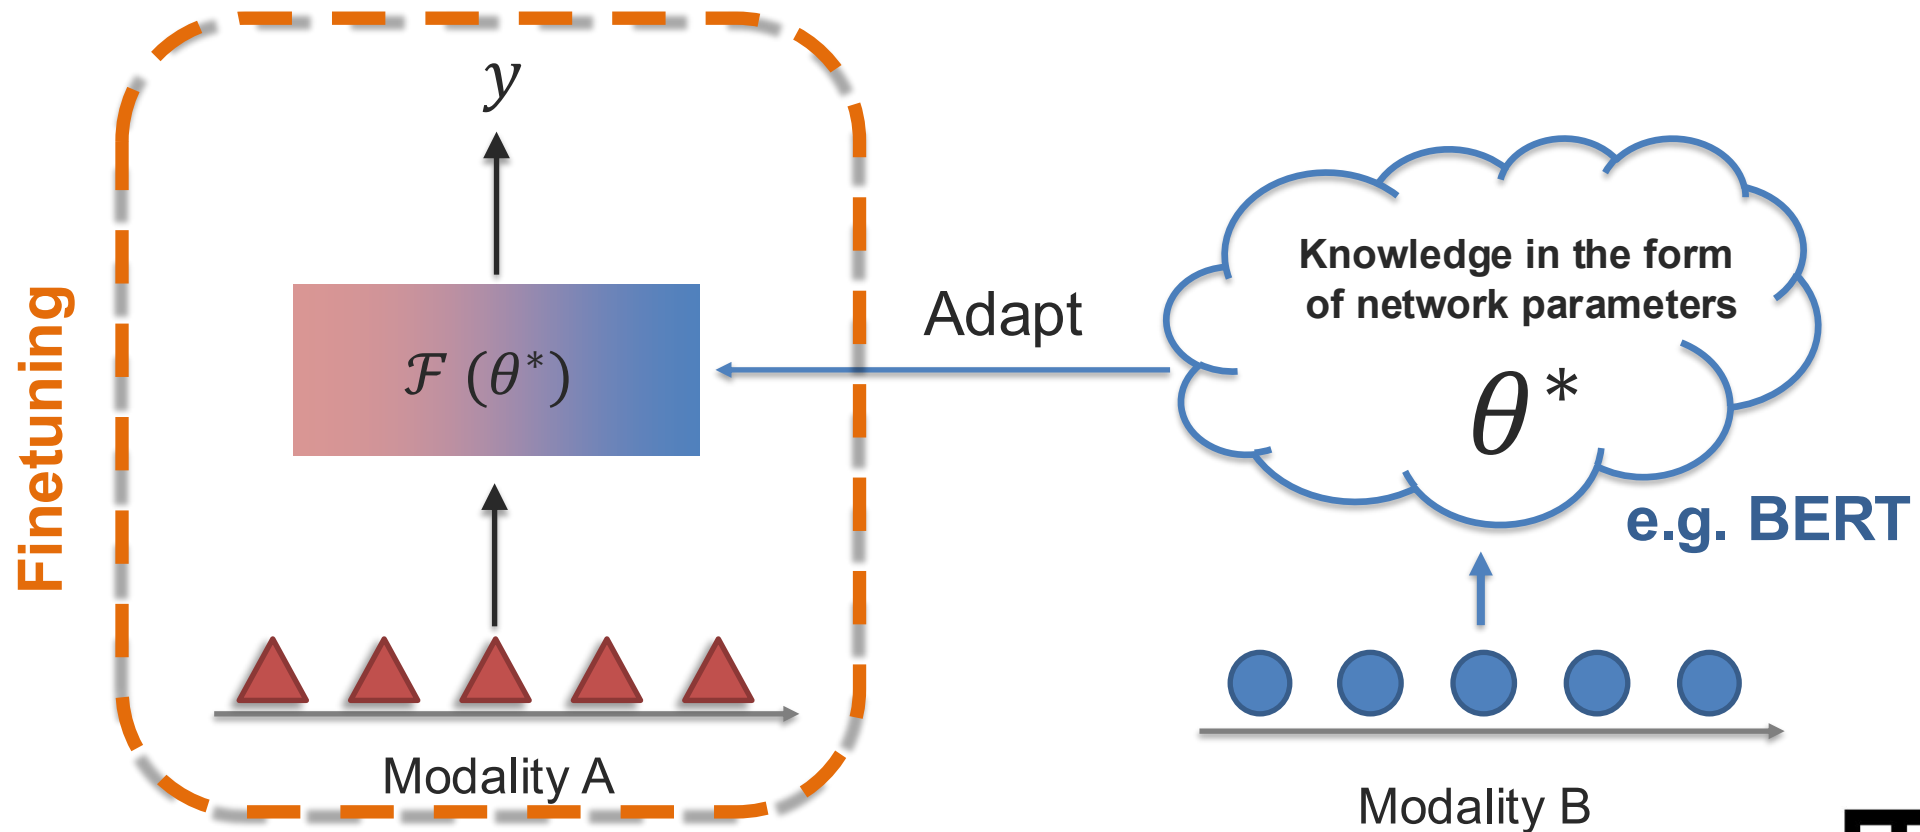 Finetuning
y
ℱ (θ*)
Modality A
Adapt
Knowledge in the form
of network parameters
θ*
e.g. BERT
Modality B